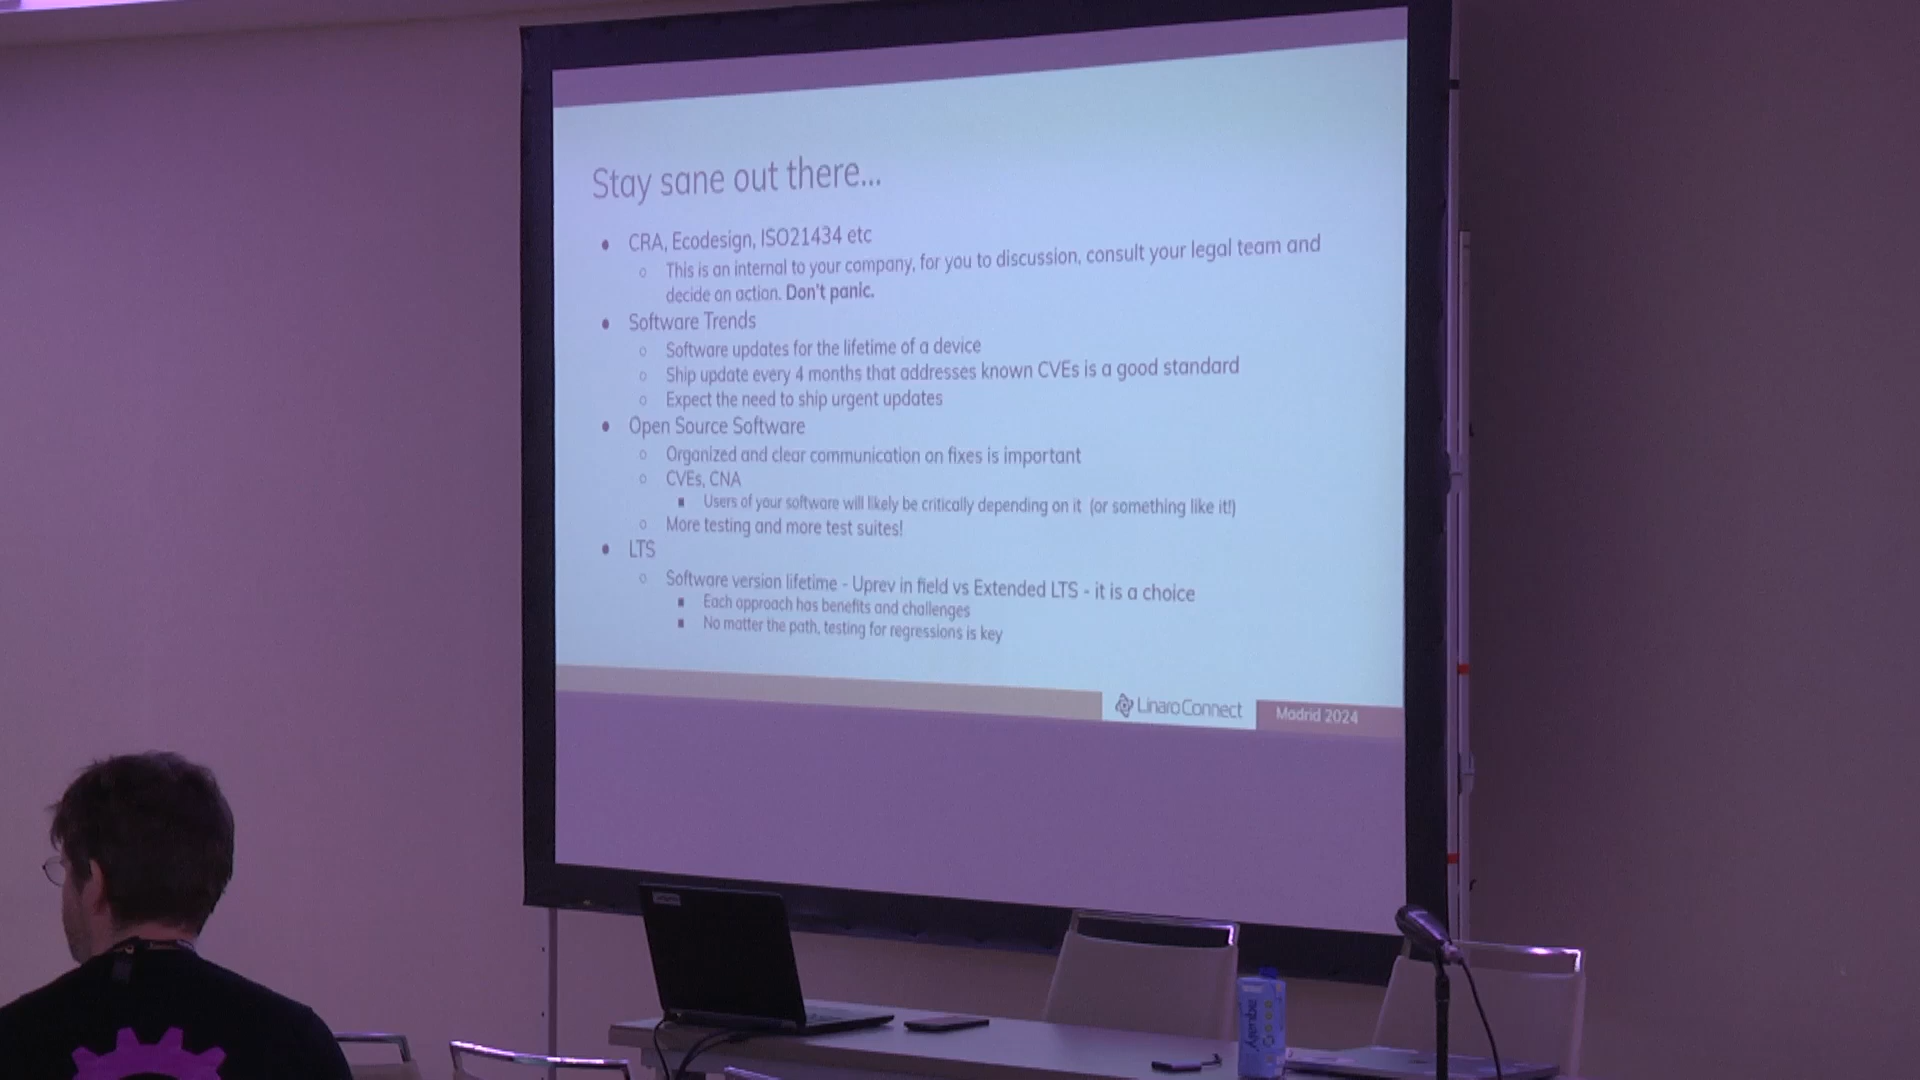 Stay sane out there...
CRA, Ecodesign, ISO21434 etc
This is an internal to your company, for you to discussion, consult your legal team and
decide on action. Don't panic.
Software Trends
Software updates for the lifetime of a device
Ship update every 4 months that addresses known CVEs is a good standard
Expect the need to ship urgent updates
Open Source Software
Organized and clear communication on fixes is important
CVEs, CNA
Users of your software will likely be critically depending on it (or something like it!)
More testing and more test suites!
LTS
Software version lifetime - Uprev in field vs Extended LTS - it is a choice
Each approach has benefits and challenges
No matter the path, testing for regressions is key
Linaro Connect
Madrid 2024